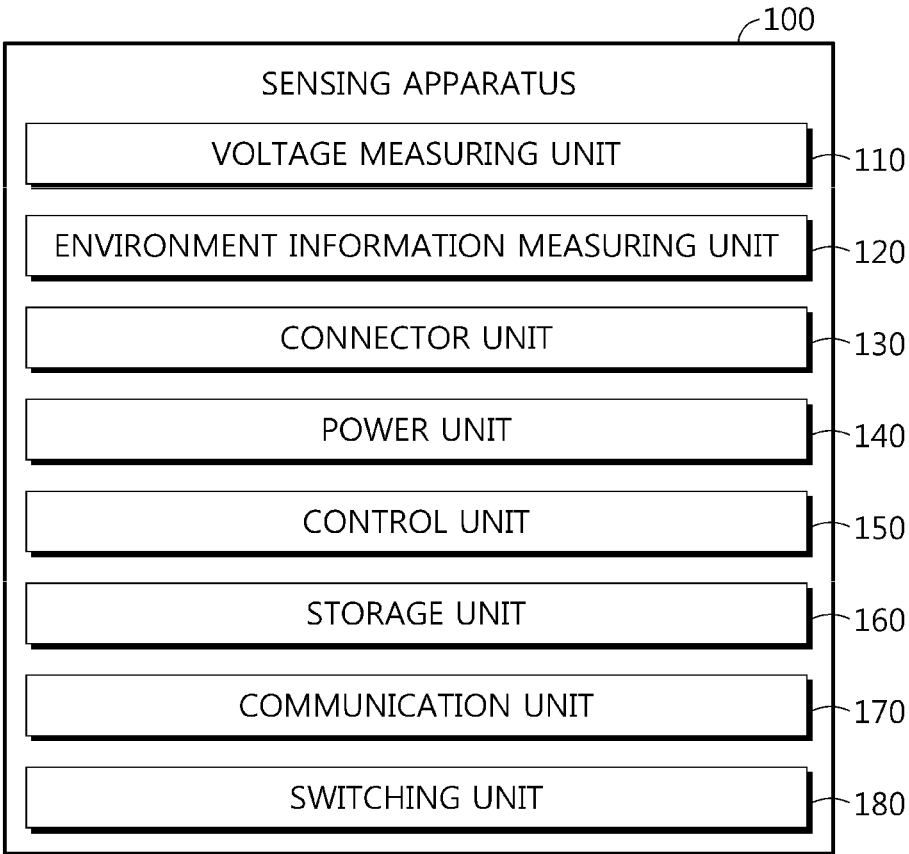 100
SENSING APPARATUS
VOLTAGE MEASURING UNIT 110
ENVIRONMENT INFORMATION MEASURING UNIT 120
CONNECTOR UNIT 130
POWER UNIT 140
CONTROL UNIT 150
STORAGE UNIT 160
COMMUNICATION UNIT 170
SWITCHING UNIT 180